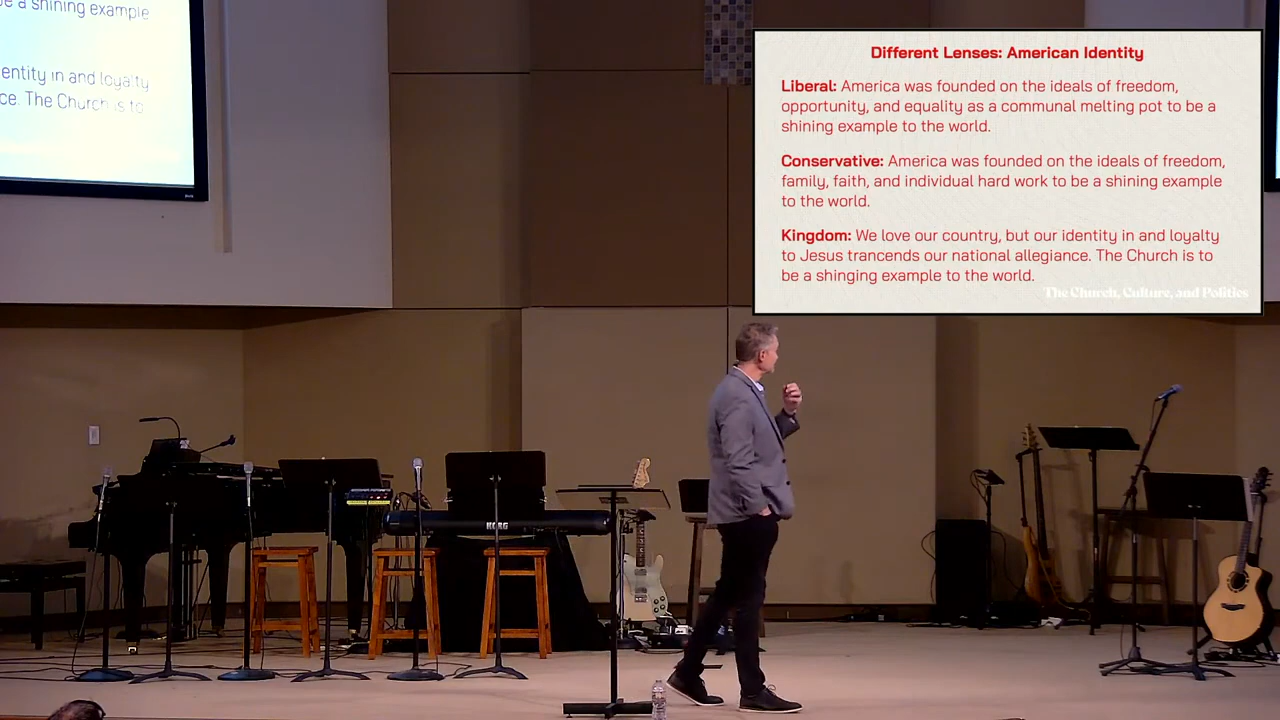 be a shining example
entity in and loyalty
ce. The Church is to
Different Lenses: American Identity
Liberal: America was founded on the ideals of freedom,
opportunity, and equality as a communal melting pot to be a
shining example to the world.
Conservative: America was founded on the ideals of freedom,
family, faith, and individual hard work to be a shining example
to the world.
Kingdom: We love our country, but our identity in and loyalty
to Jesus trancends our national allegiance. The Church is to
be a shinging example to the world.
The Church, Culture, and Politics
KORG